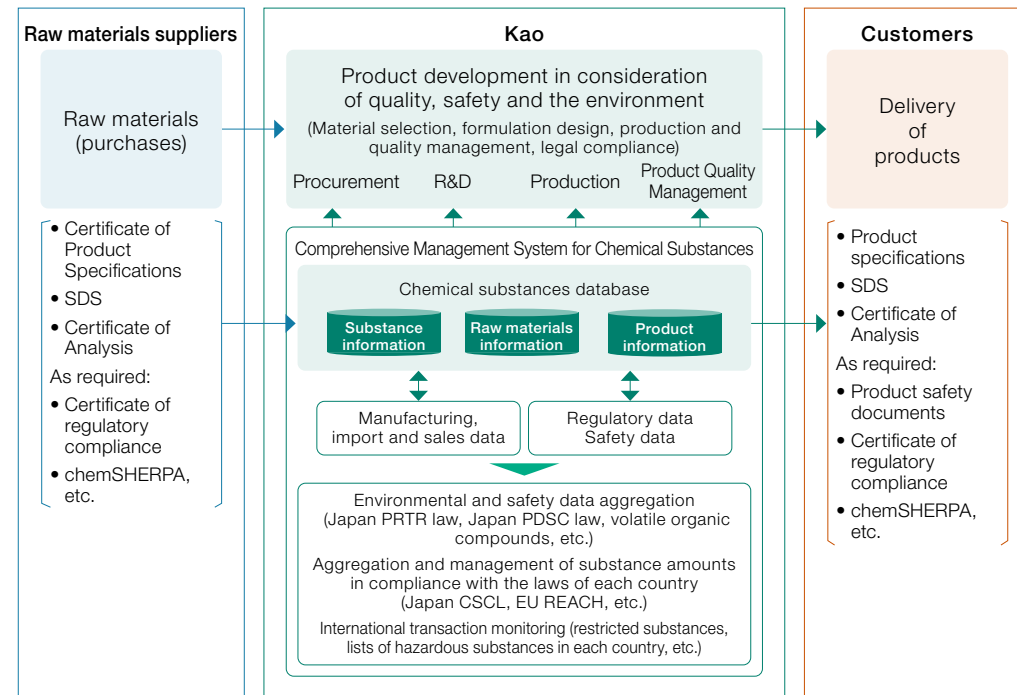 Raw materials suppliers
Raw materials
(purchases)
• Certificate of
Product
Specifications
• SDS
• Certificate of
Analysis
As required:
• Certificate of
regulatory
compliance
• chemSHERPA,
etc.
Kao
Product development in consideration
of quality, safety and the environment
(Material selection, formulation design, production and
quality management, legal compliance)
Procurement
R&D
Production
Product Quality
Management
Comprehensive Management System for Chemical Substances
Chemical substances database
Substance
information
Raw materials
information
Product
information
Manufacturing,
import and sales data
Regulatory data
Safety data
Environmental and safety data aggregation
(Japan PRTR law, Japan PDSC law, volatile organic
compounds, etc.)
Aggregation and management of substance amounts
in compliance with the laws of each country
(Japan CSCL, EU REACH, etc.)
International transaction monitoring (restricted substances,
lists of hazardous substances in each country, etc.)
Customers
Delivery
of
products
• Product
specifications
• SDS
• Certificate of
Analysis
As required:
• Product safety
documents
• Certificate of
regulatory
compliance
• chemSHERPA,
etc.